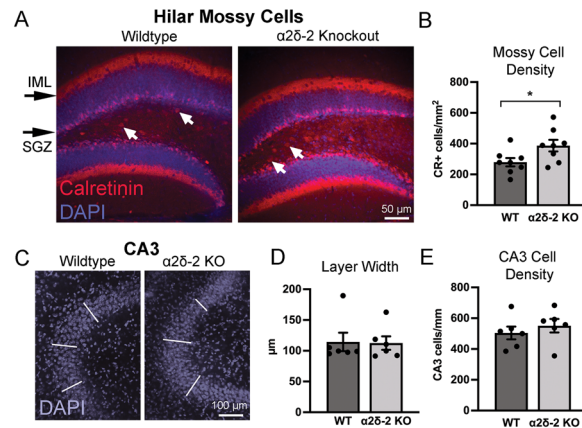 A
Hilar Mossy Cells
Wildtype
α2δ-2 Knockout
IML
SGZ
Calretinin
DAPI
50 µm
B
Mossy Cell
Density
CR+ cells/mm²
800
600
400
200
0
*
WT
α2δ-2 KO
C
CA3
Wildtype
α2δ-2 KO
DAPI
100 µm
D
Layer Width
µm
200
150
100
50
0
WT
α2δ-2 KO
E
CA3 Cell
Density
CA3 cells/mm
800
600
400
200
0
WT
α2δ-2 KO